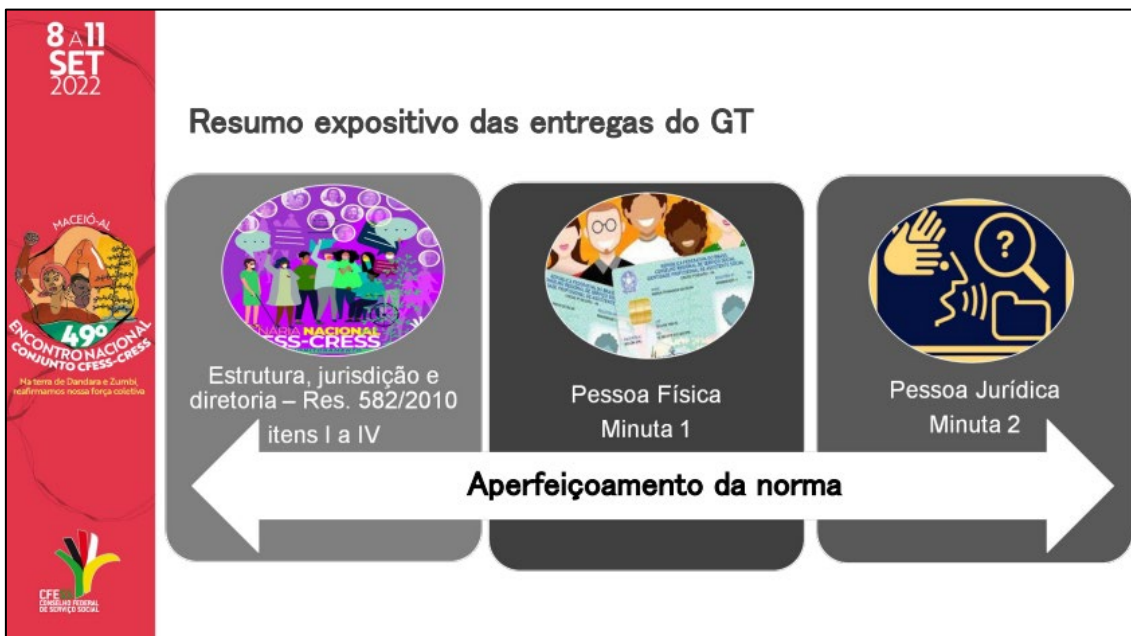 8 A 11
SET
2022
MACEIÓ-AL
49º
ENCONTRO NACIONAL
CONJUNTO CFESS-CRESS
Na terra de Dandara e Zumbi,
reafirmamos nossa força coletiva
CFESS
CONSELHO FEDERAL
DE SERVIÇO SOCIAL
Resumo expositivo das entregas do GT
NACIONAL
ESS-CRESS
Estrutura, jurisdição e
diretoria – Res. 582/2010
itens I a IV
Pessoa Física
Minuta 1
?
Pessoa Jurídica
Minuta 2
Aperfeiçoamento da norma